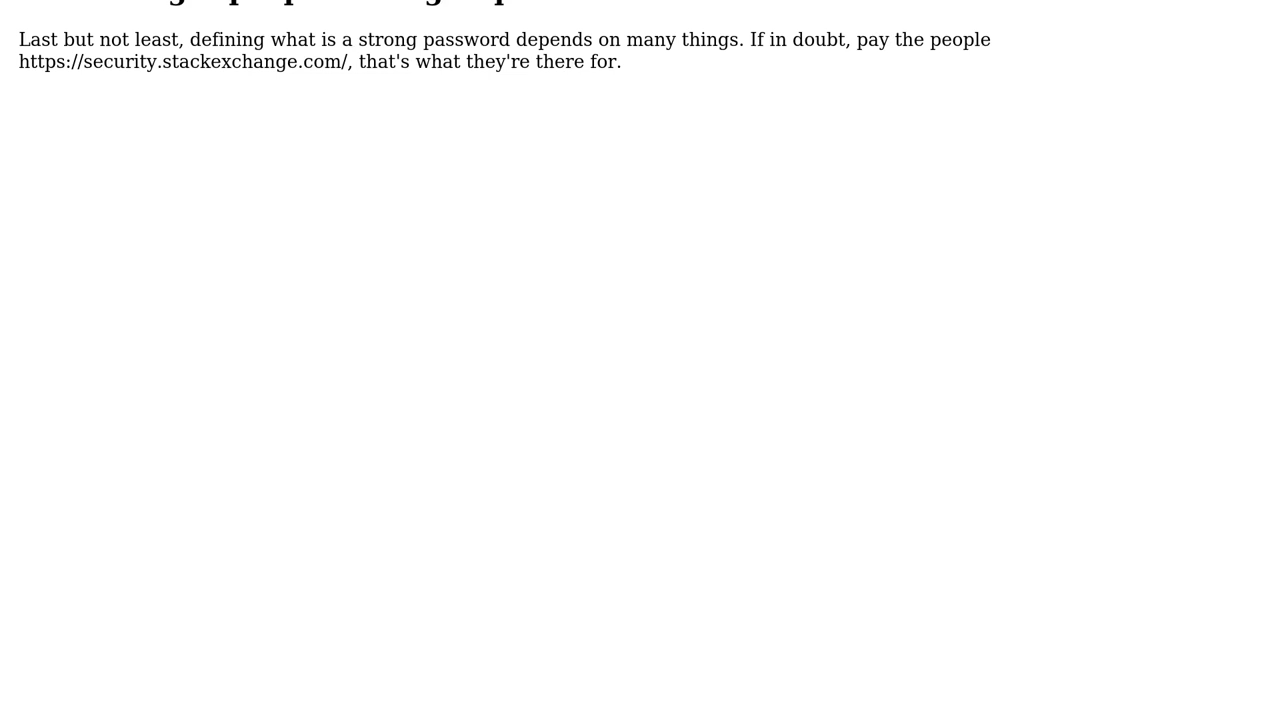 Last but not least, defining what is a strong password depends on many things. If in doubt, pay the people
https://security.stackexchange.com/, that's what they're there for.